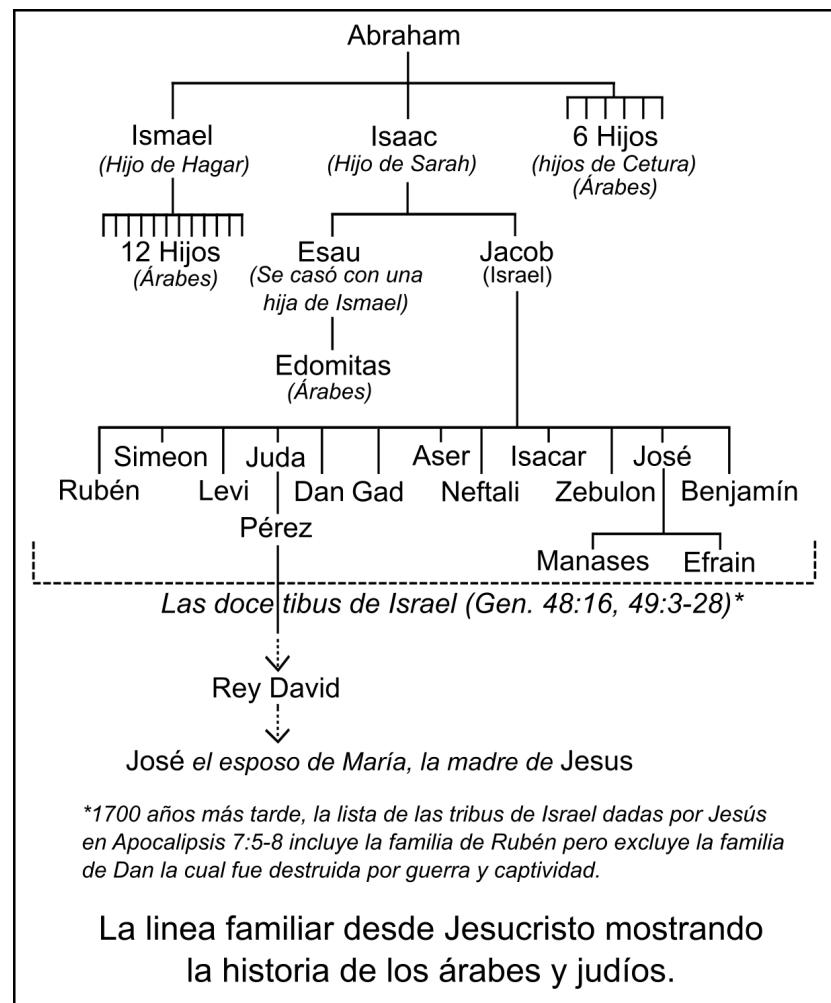 Abraham
Ismael
(Hijo de Hagar)
Isaac
(Hijo de Sarah)
6 Hijos
(hijos de Cetura)
(Árabes)
12 Hijos
(Árabes)
Esau
(Se casó con una
hija de Ismael)
Jacob
(Israel)
Edomitas
(Árabes)
Simeon Juda Aser Isacar José
Rubén Levi Dan Gad Neftali Zebulon Benjamín
Pérez
Manases Efrain
Las doce tibus de Israel (Gen. 48:16, 49:3-28)*
Rey David
José el esposo de María, la madre de Jesus
*1700 años más tarde, la lista de las tribus de Israel dadas por Jesús
en Apocalipsis 7:5-8 incluye la familia de Rubén pero excluye la familia
de Dan la cual fue destruida por guerra y captividad.
La linea familiar desde Jesucristo mostrando
la historia de los árabes y judíos.